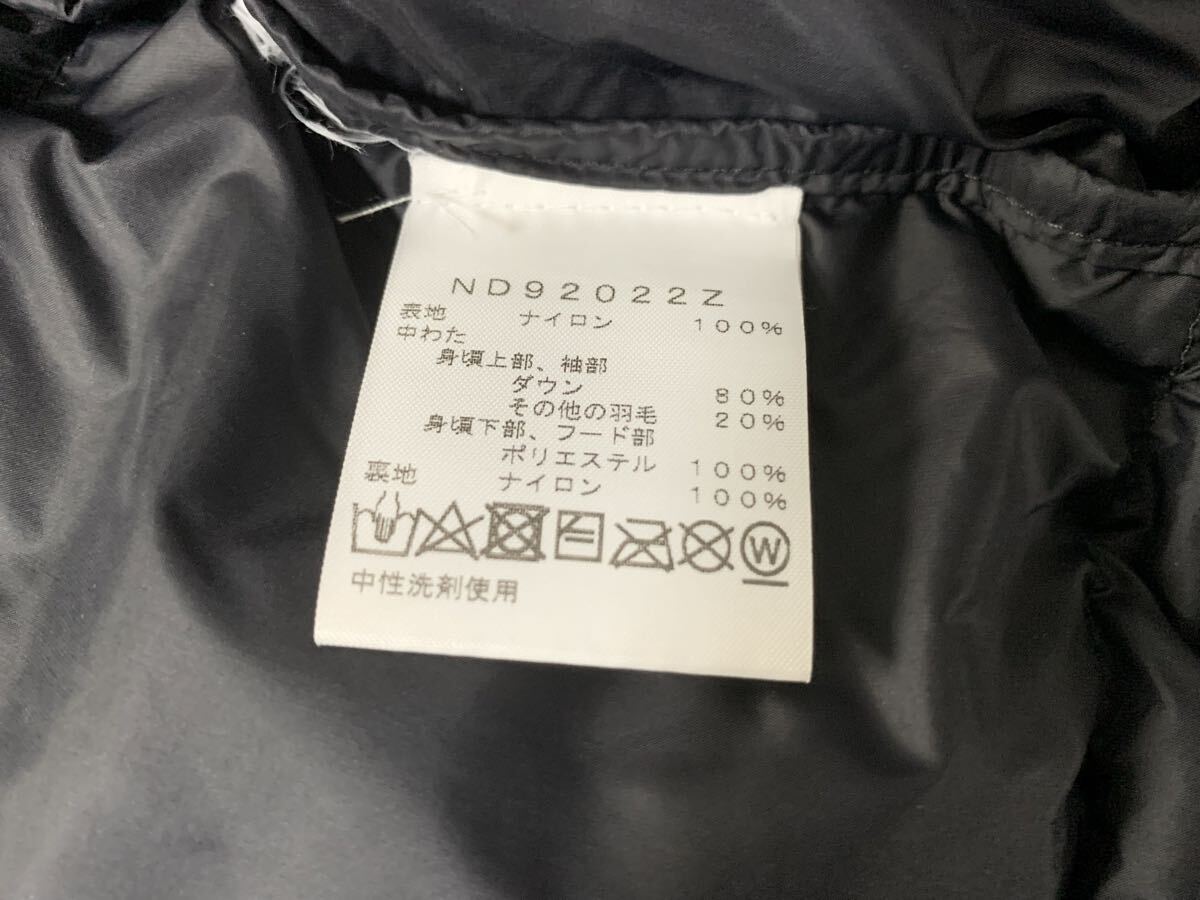 ND92022Z
表地 ナイロン 100%
中わた
身頃上部、袖部
ダウン 80%
その他の羽毛 20%
身頃下部、フード部
ポリエステル 100%
裏地 ナイロン 100%
W
中性洗剤使用